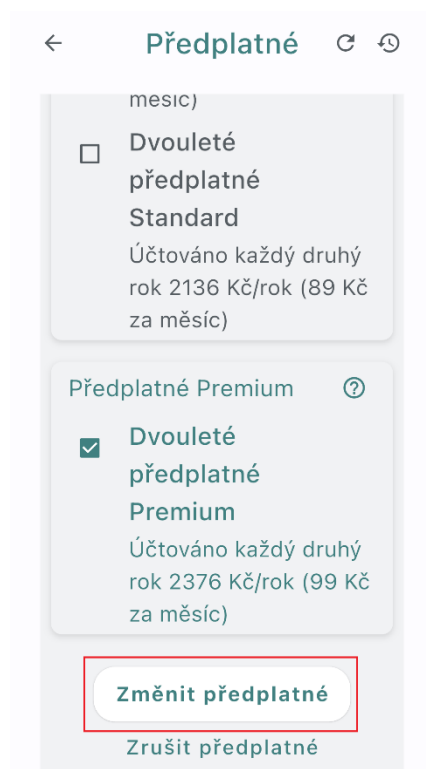 Předplatné
měsíc)
Dvouleté
předplatné
Standard
Účtováno každý druhý
rok 2136 Kč/rok (89 Kč
za měsíc)
Předplatné Premium
Dvouleté
předplatné
Premium
Účtováno každý druhý
rok 2376 Kč/rok (99 Kč
za měsíc)
Změnit předplatné
Zrušit předplatné